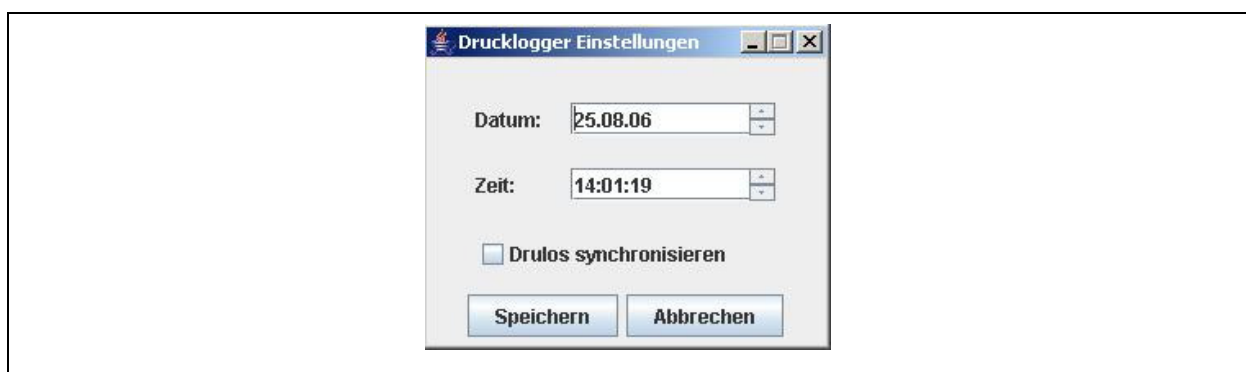 Drucklogger Einstellungen
Datum: 25.08.06
Zeit: 14:01:19
Drulos synchronisieren
Speichern Abbrechen